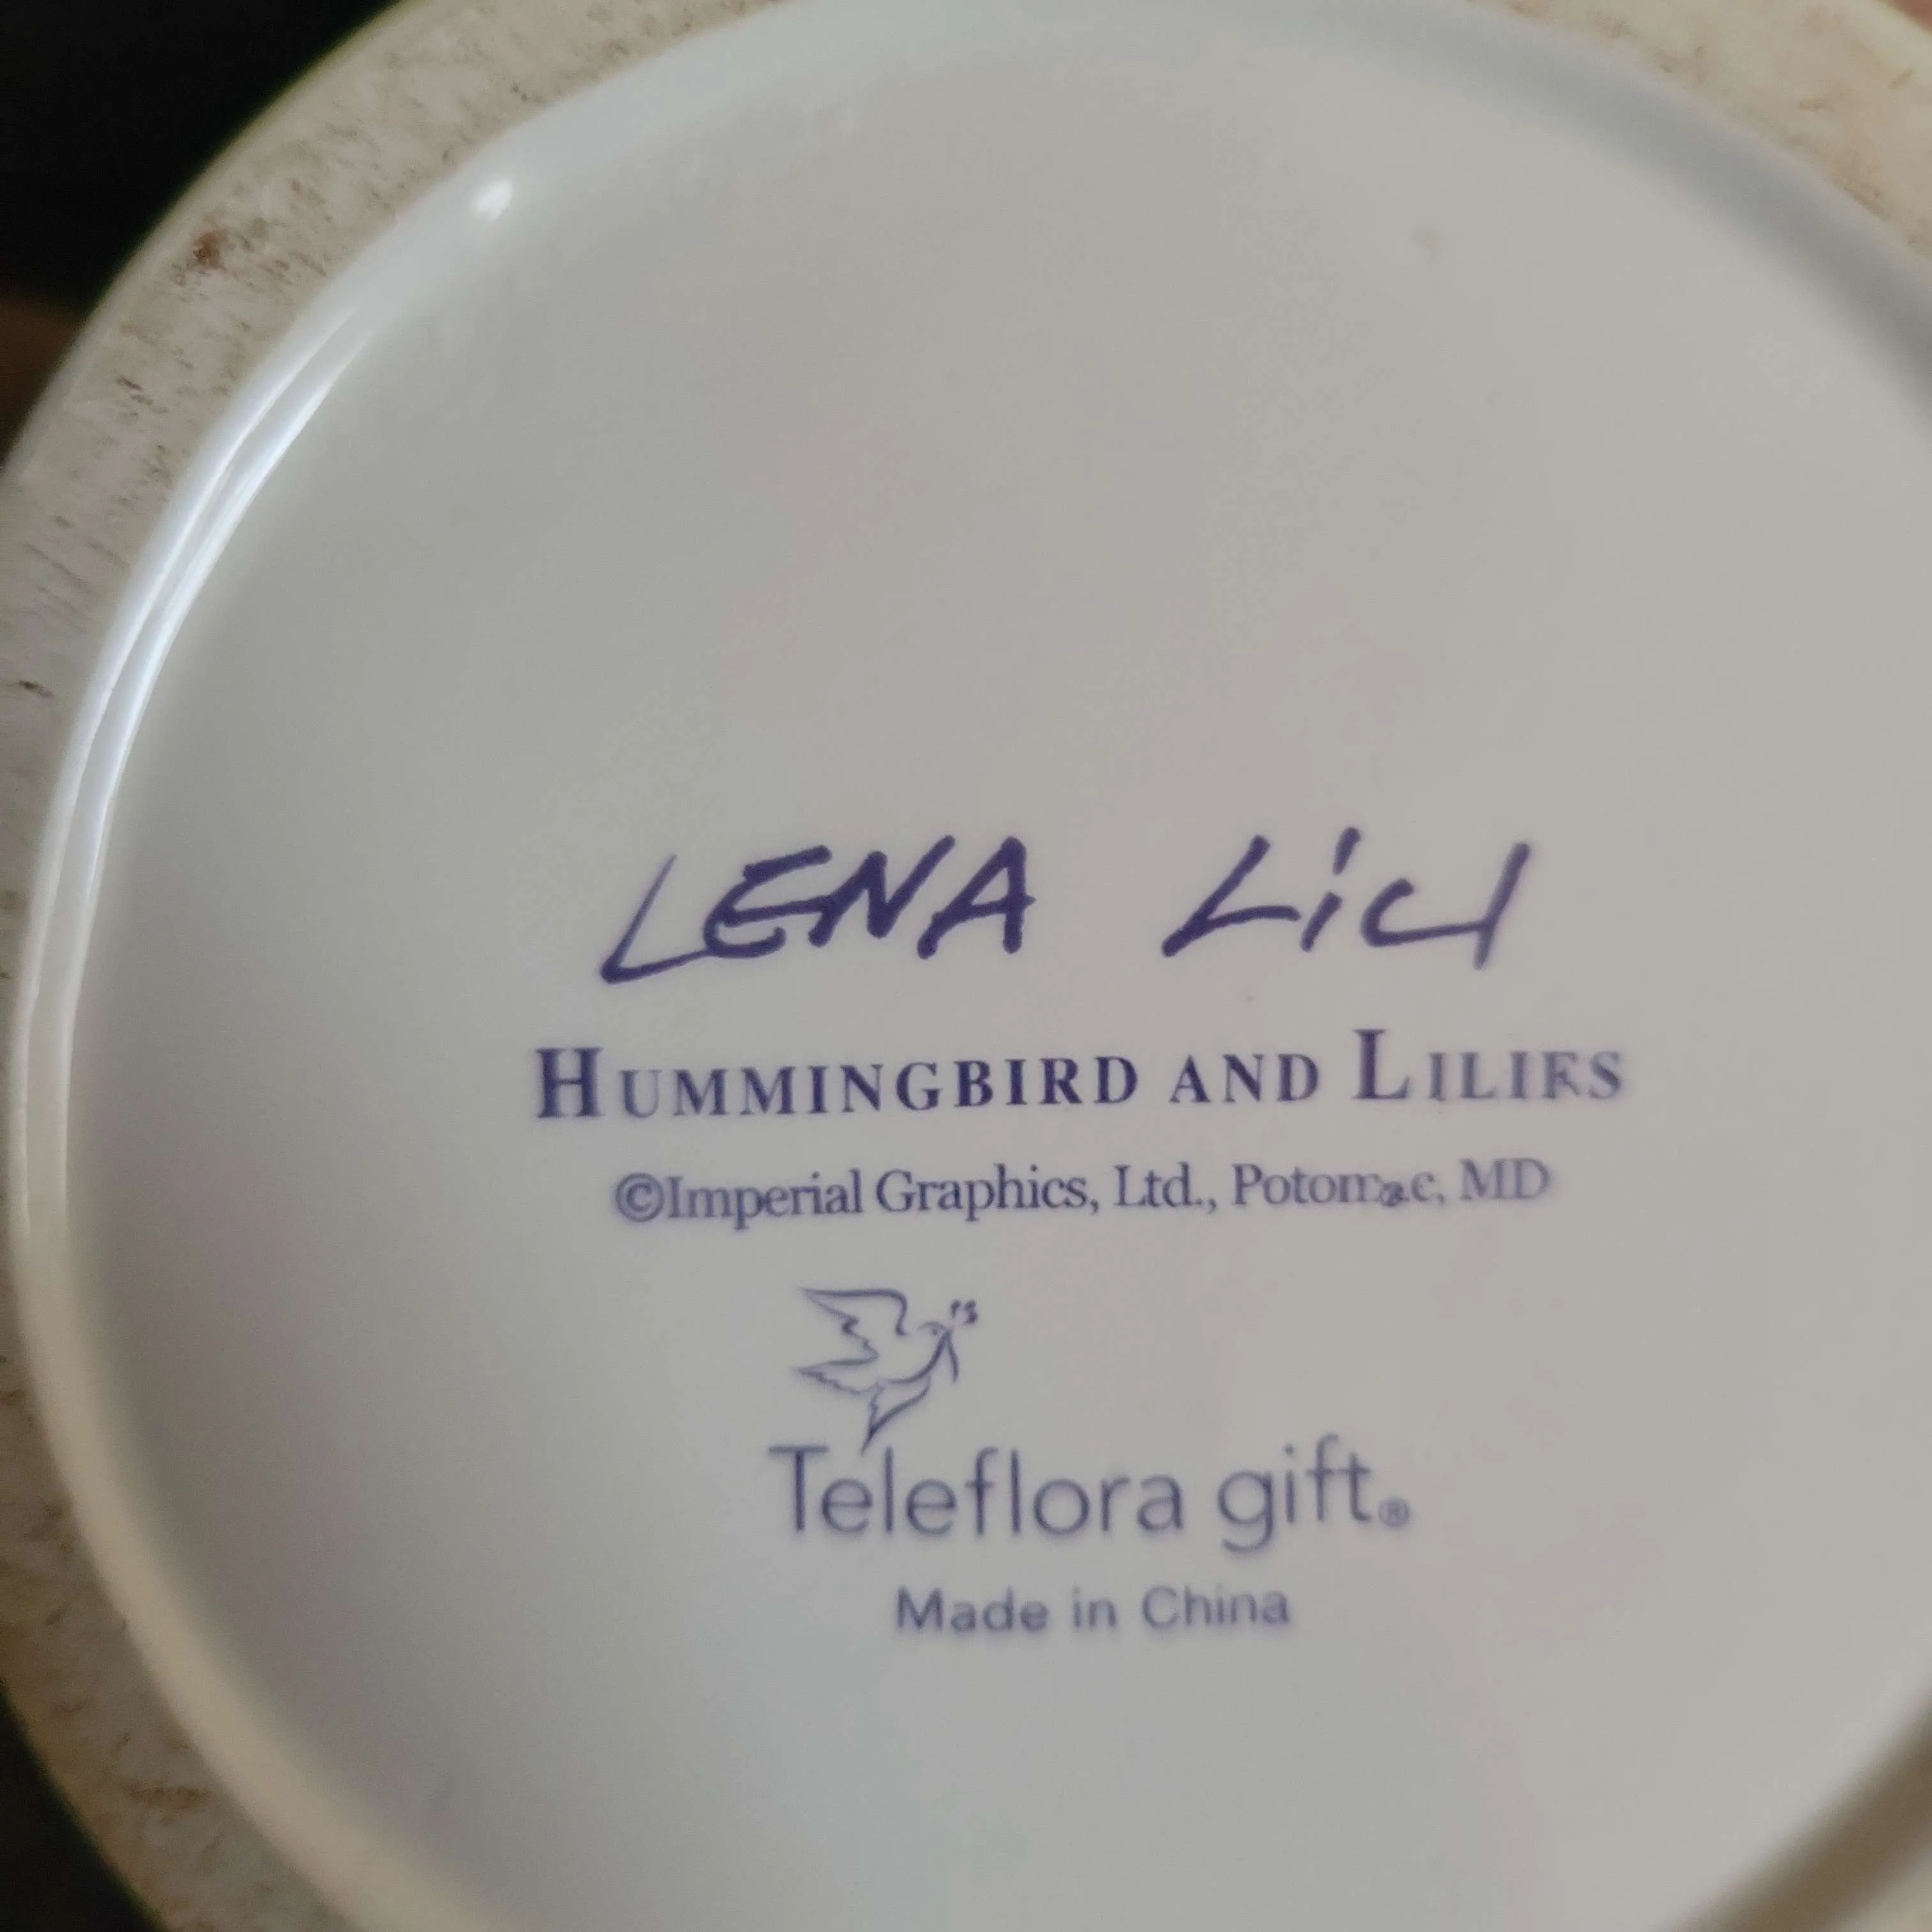 LENA LiU
HUMMINGBIRD AND LILIES
©Imperial Graphics, Ltd., Potomac, MD
Teleflora gift.®
Made in China